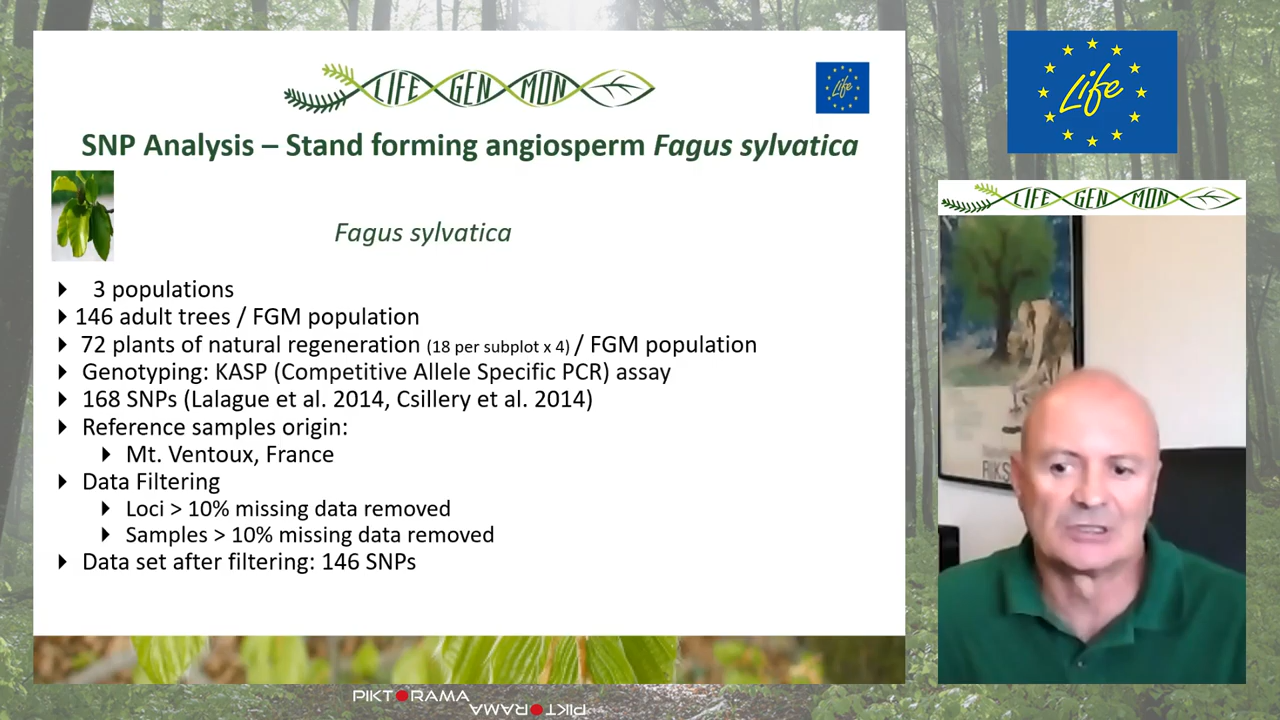 LIFE GEN MON
Life
SNP Analysis – Stand forming angiosperm Fagus sylvatica
Fagus sylvatica
3 populations
146 adult trees / FGM population
72 plants of natural regeneration (18 per subplot x 4) / FGM population
Genotyping: KASP (Competitive Allele Specific PCR) assay
168 SNPs (Lalague et al. 2014, Csillery et al. 2014)
Reference samples origin:
Mt. Ventoux, France
Data Filtering
Loci > 10% missing data removed
Samples > 10% missing data removed
Data set after filtering: 146 SNPs
Life
LIFE GEN MON
PIKTORAMA
PIKTORAMA